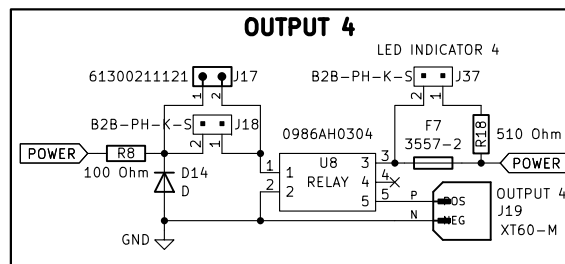 OUTPUT 4
LED INDICATOR 4
61300211121 J17
1 2
B2B-PH-K-S J37
2 1
B2B-PH-K-S J18
2 1
0986AH0304
F7
3557-2
R18
510 Ohm
POWER
R8
100 Ohm
D14
D
1
2
1
2
U8
RELAY
3
4
5
3
4
5
POWER
P
N
POS
NEG
OUTPUT 4
J19
XT60-M
GND